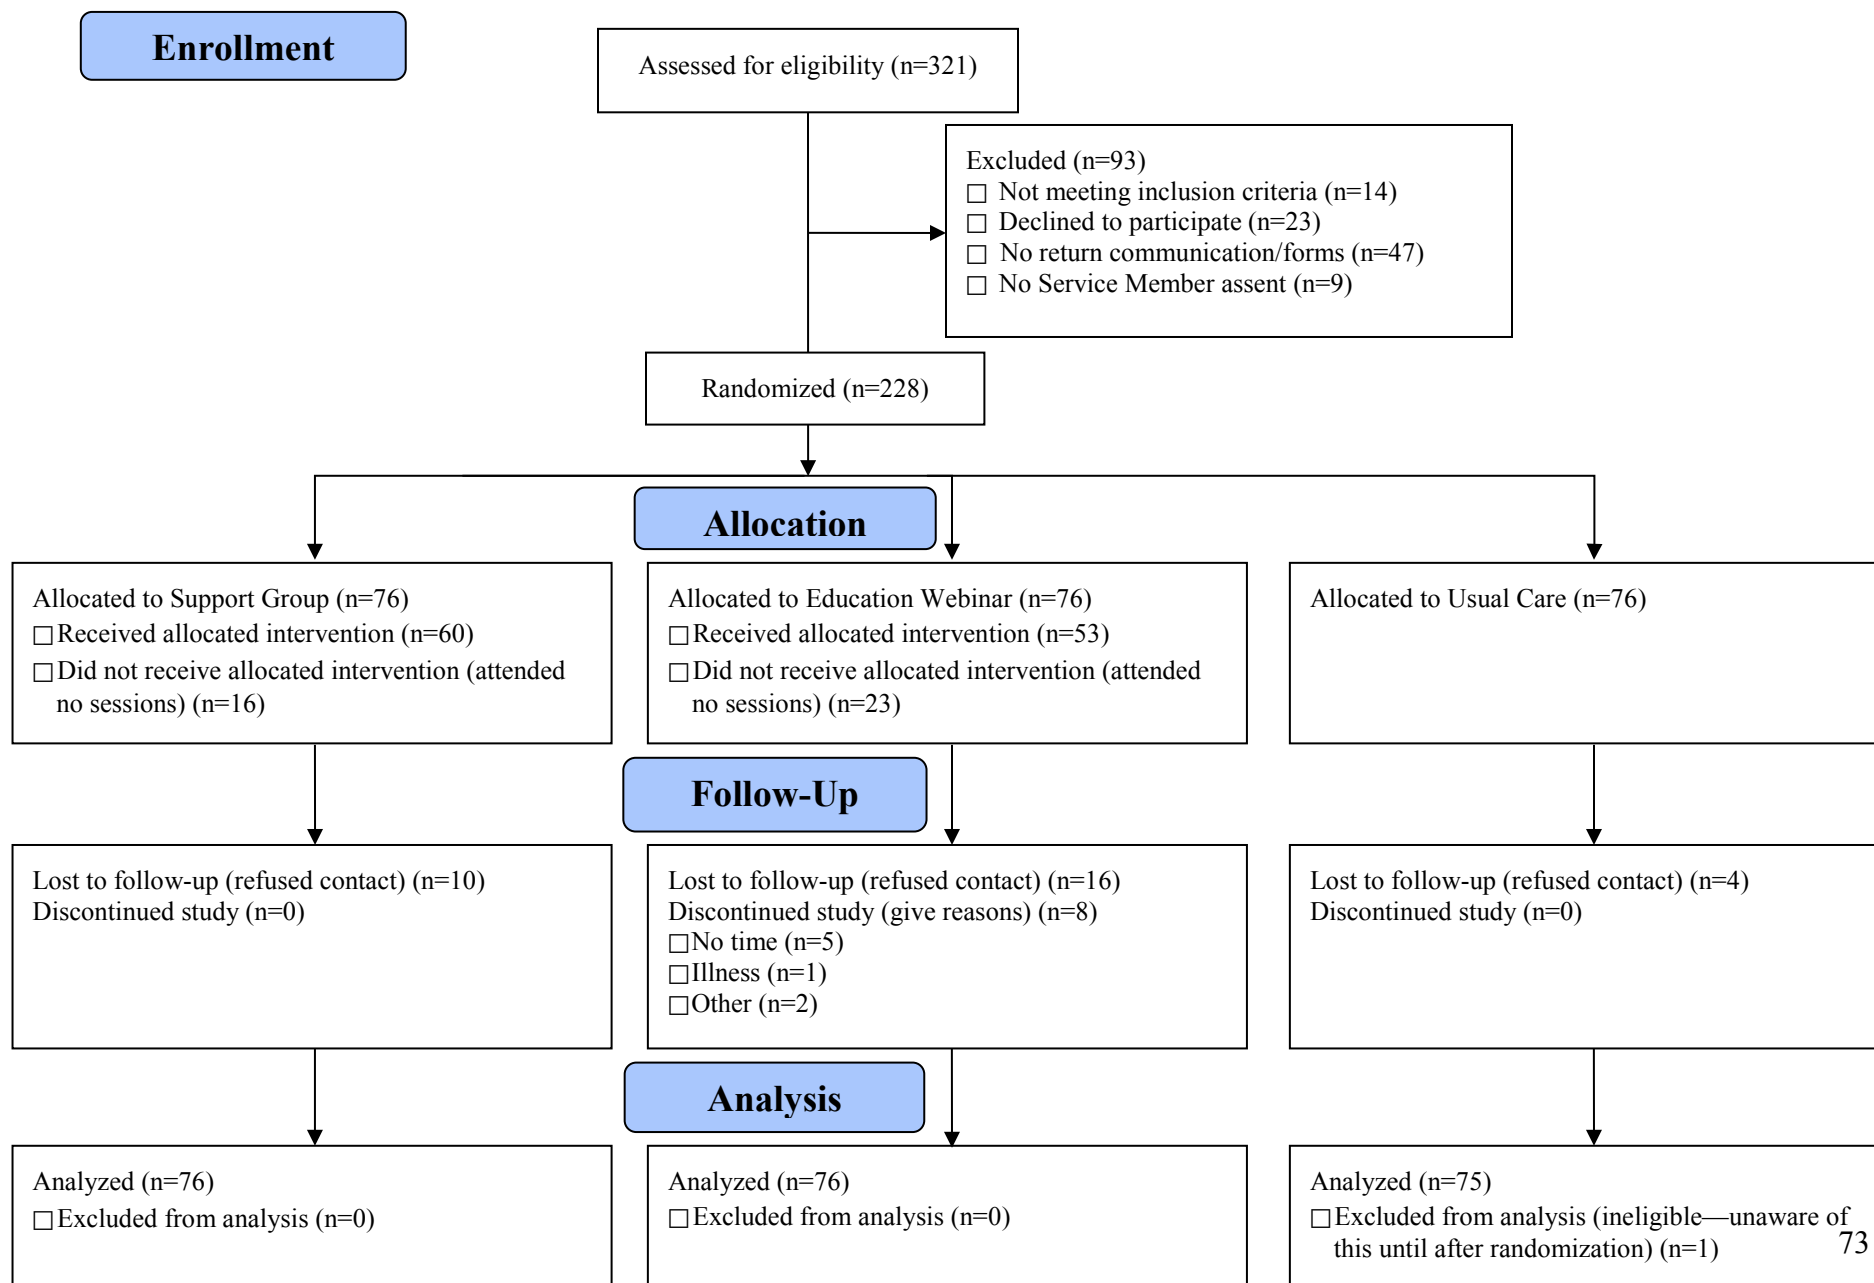 Enrollment
Assessed for eligibility (n=321)
Excluded (n=93)
□ Not meeting inclusion criteria (n=14)
□ Declined to participate (n=23)
□ No return communication/forms (n=47)
□ No Service Member assent (n=9)
Randomized (n=228)
Allocation
Allocated to Support Group (n=76)
□ Received allocated intervention (n=60)
□ Did not receive allocated intervention (attended
no sessions) (n=16)
Allocated to Education Webinar (n=76)
□ Received allocated intervention (n=53)
□ Did not receive allocated intervention (attended
no sessions) (n=23)
Allocated to Usual Care (n=76)
Follow-Up
Lost to follow-up (refused contact) (n=10)
Discontinued study (n=0)
Lost to follow-up (refused contact) (n=16)
Discontinued study (give reasons) (n=8)
□ No time (n=5)
□ Illness (n=1)
□ Other (n=2)
Lost to follow-up (refused contact) (n=4)
Discontinued study (n=0)
Analysis
Analyzed (n=76)
□ Excluded from analysis (n=0)
Analyzed (n=76)
□ Excluded from analysis (n=0)
Analyzed (n=75)
□ Excluded from analysis (ineligible—unaware of
this until after randomization) (n=1)
73